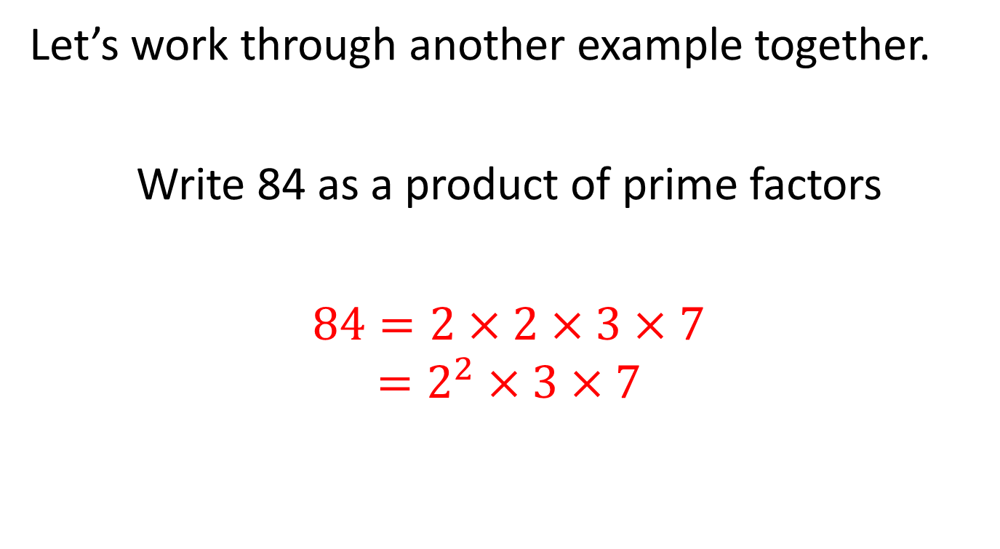 Let’s work through another example together.
Write 84 as a product of prime factors
84 = 2 × 2 × 3 × 7
= 2² × 3 × 7